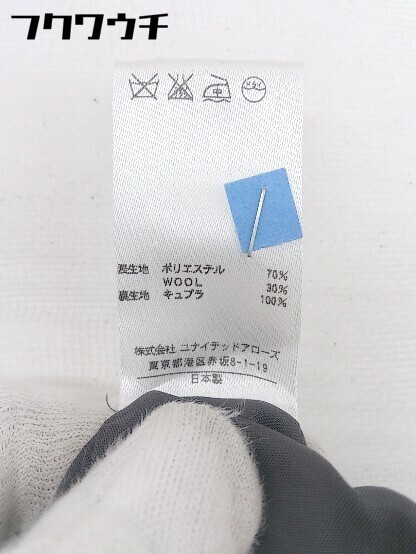 フクワウチ
中
表生地 ポリエステル 70%
WOOL 30%
裏生地 キュプラ 100%
株式会社 ユナイテッドアローズ
東京都港区赤坂8-1-19
日本製